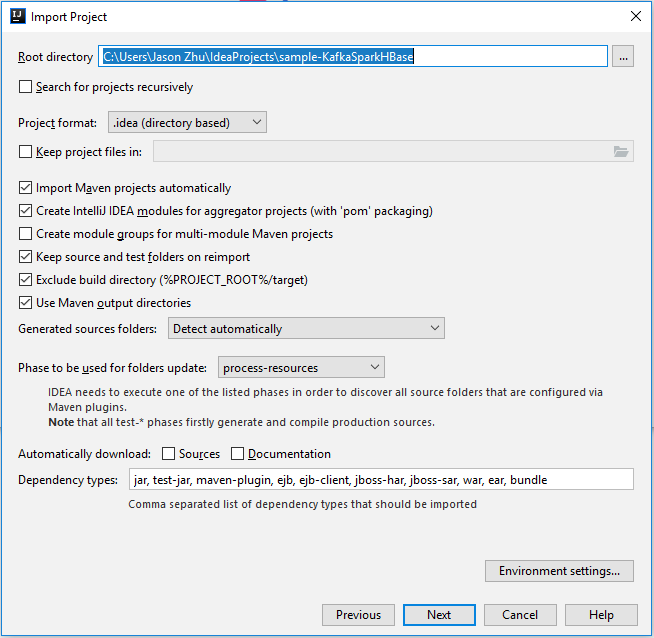 IJ Import Project
Root directory C:\Users\Jason Zhu\IdeaProjects\sample-KafkaSparkHBase ...
Search for projects recursively
Project format: .idea (directory based)
Keep project files in:
Import Maven projects automatically
Create IntelliJ IDEA modules for aggregator projects (with 'pom' packaging)
Create module groups for multi-module Maven projects
Keep source and test folders on reimport
Exclude build directory (%PROJECT_ROOT%/target)
Use Maven output directories
Generated sources folders: Detect automatically
Phase to be used for folders update: process-resources
IDEA needs to execute one of the listed phases in order to discover all source folders that are configured via
Maven plugins.
Note that all test-* phases firstly generate and compile production sources.
Automatically download: Sources Documentation
Dependency types: jar, test-jar, maven-plugin, ejb, ejb-client, jboss-har, jboss-sar, war, ear, bundle
Comma separated list of dependency types that should be imported
Environment settings...
Previous Next Cancel Help